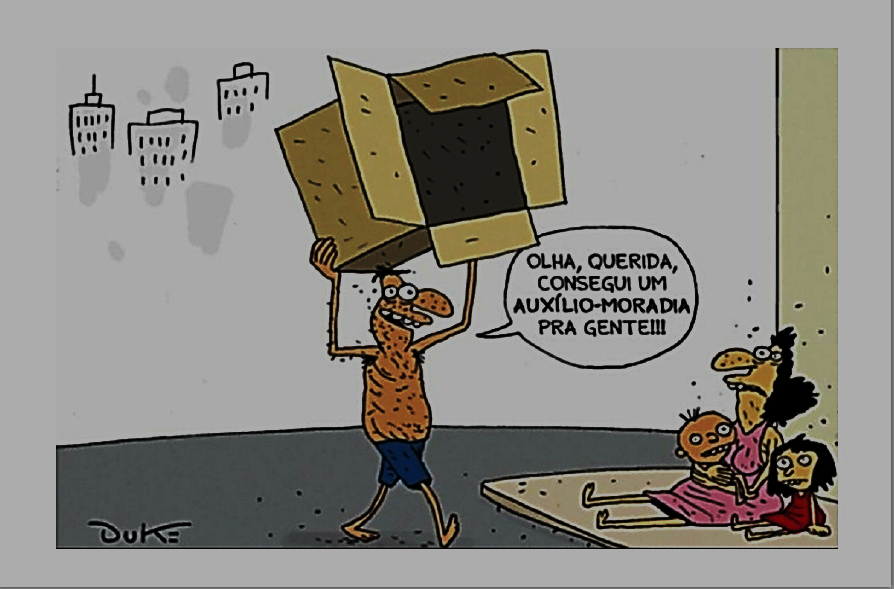 OLHA, QUERIDA,
CONSEGUI UM
AUXÍLIO-MORADIA
PRA GENTE!!!
DUKE